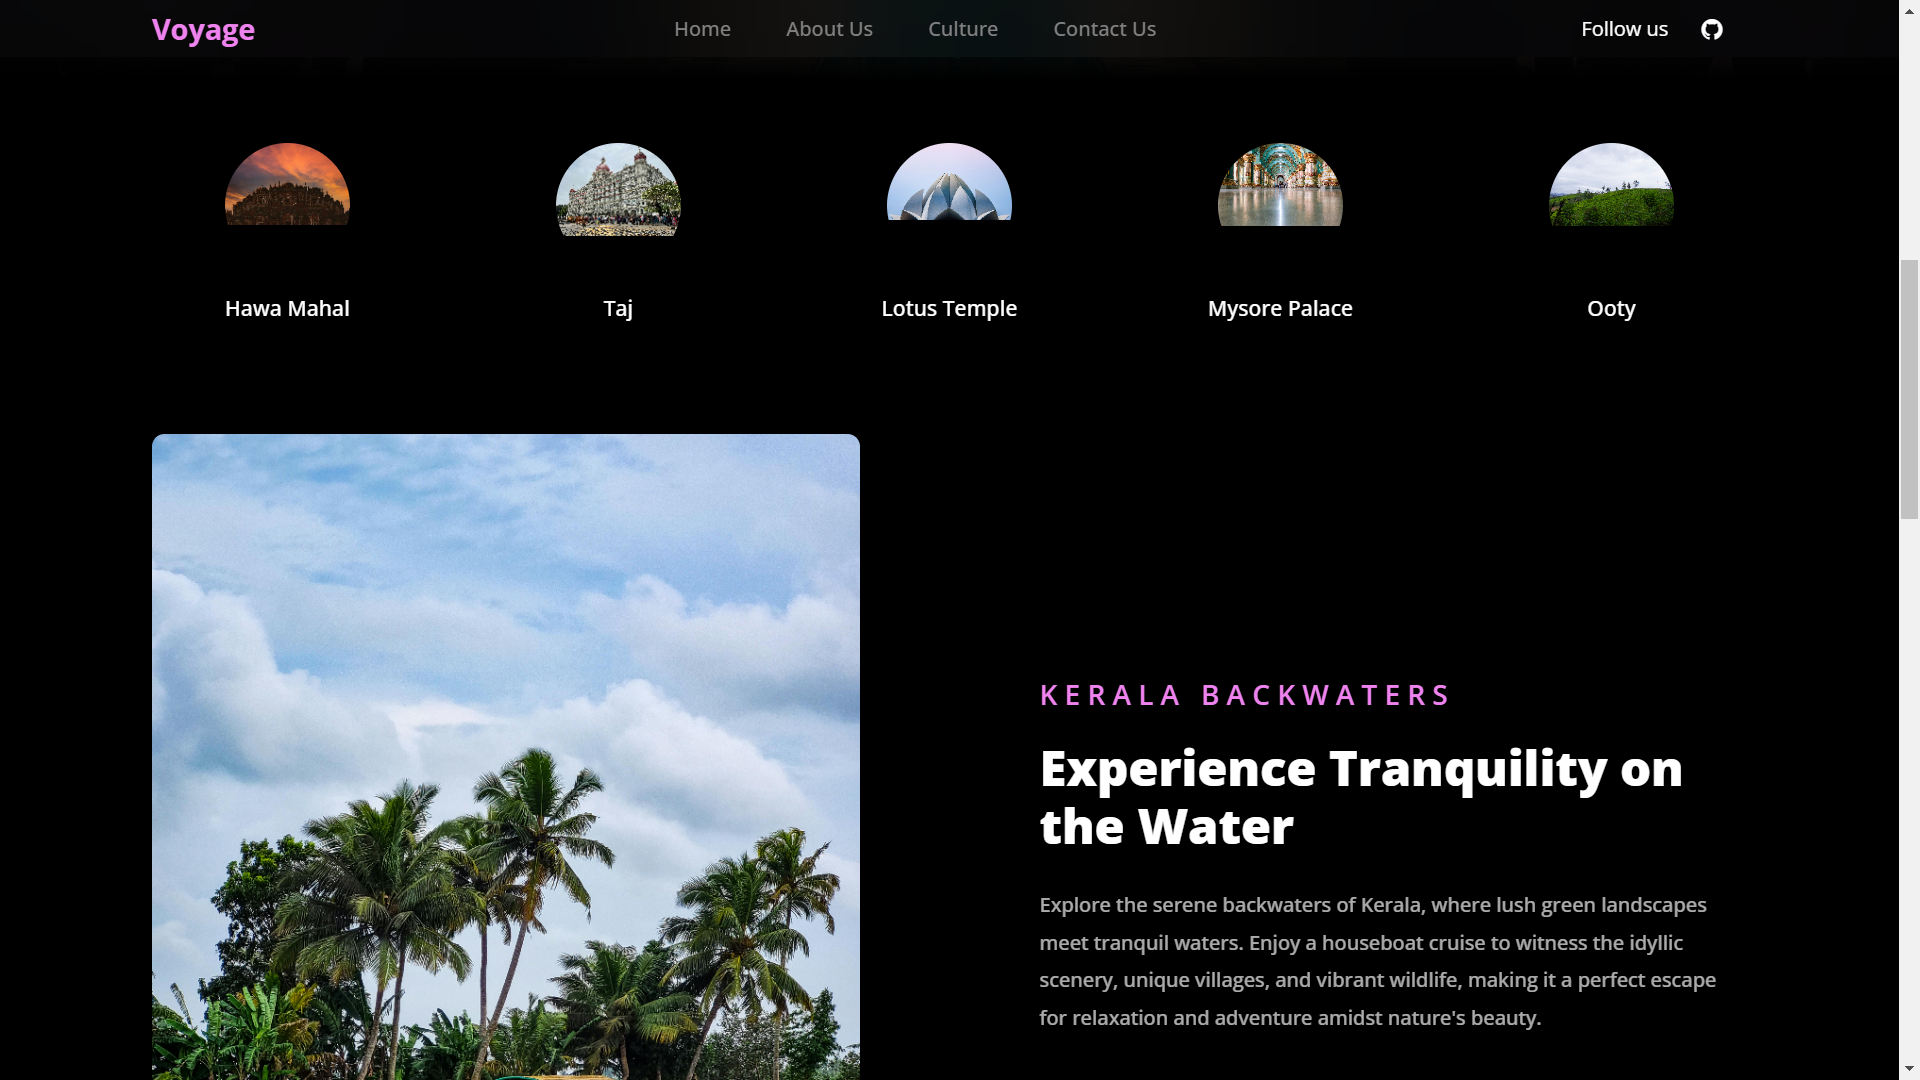 Voyage
Home
About Us
Culture
Contact Us
Follow us
Hawa Mahal
Taj
Lotus Temple
Mysore Palace
Ooty
KERALA BACKWATERS
Experience Tranquility on
the Water
Explore the serene backwaters of Kerala, where lush green landscapes
meet tranquil waters. Enjoy a houseboat cruise to witness the idyllic
scenery, unique villages, and vibrant wildlife, making it a perfect escape
for relaxation and adventure amidst nature's beauty.